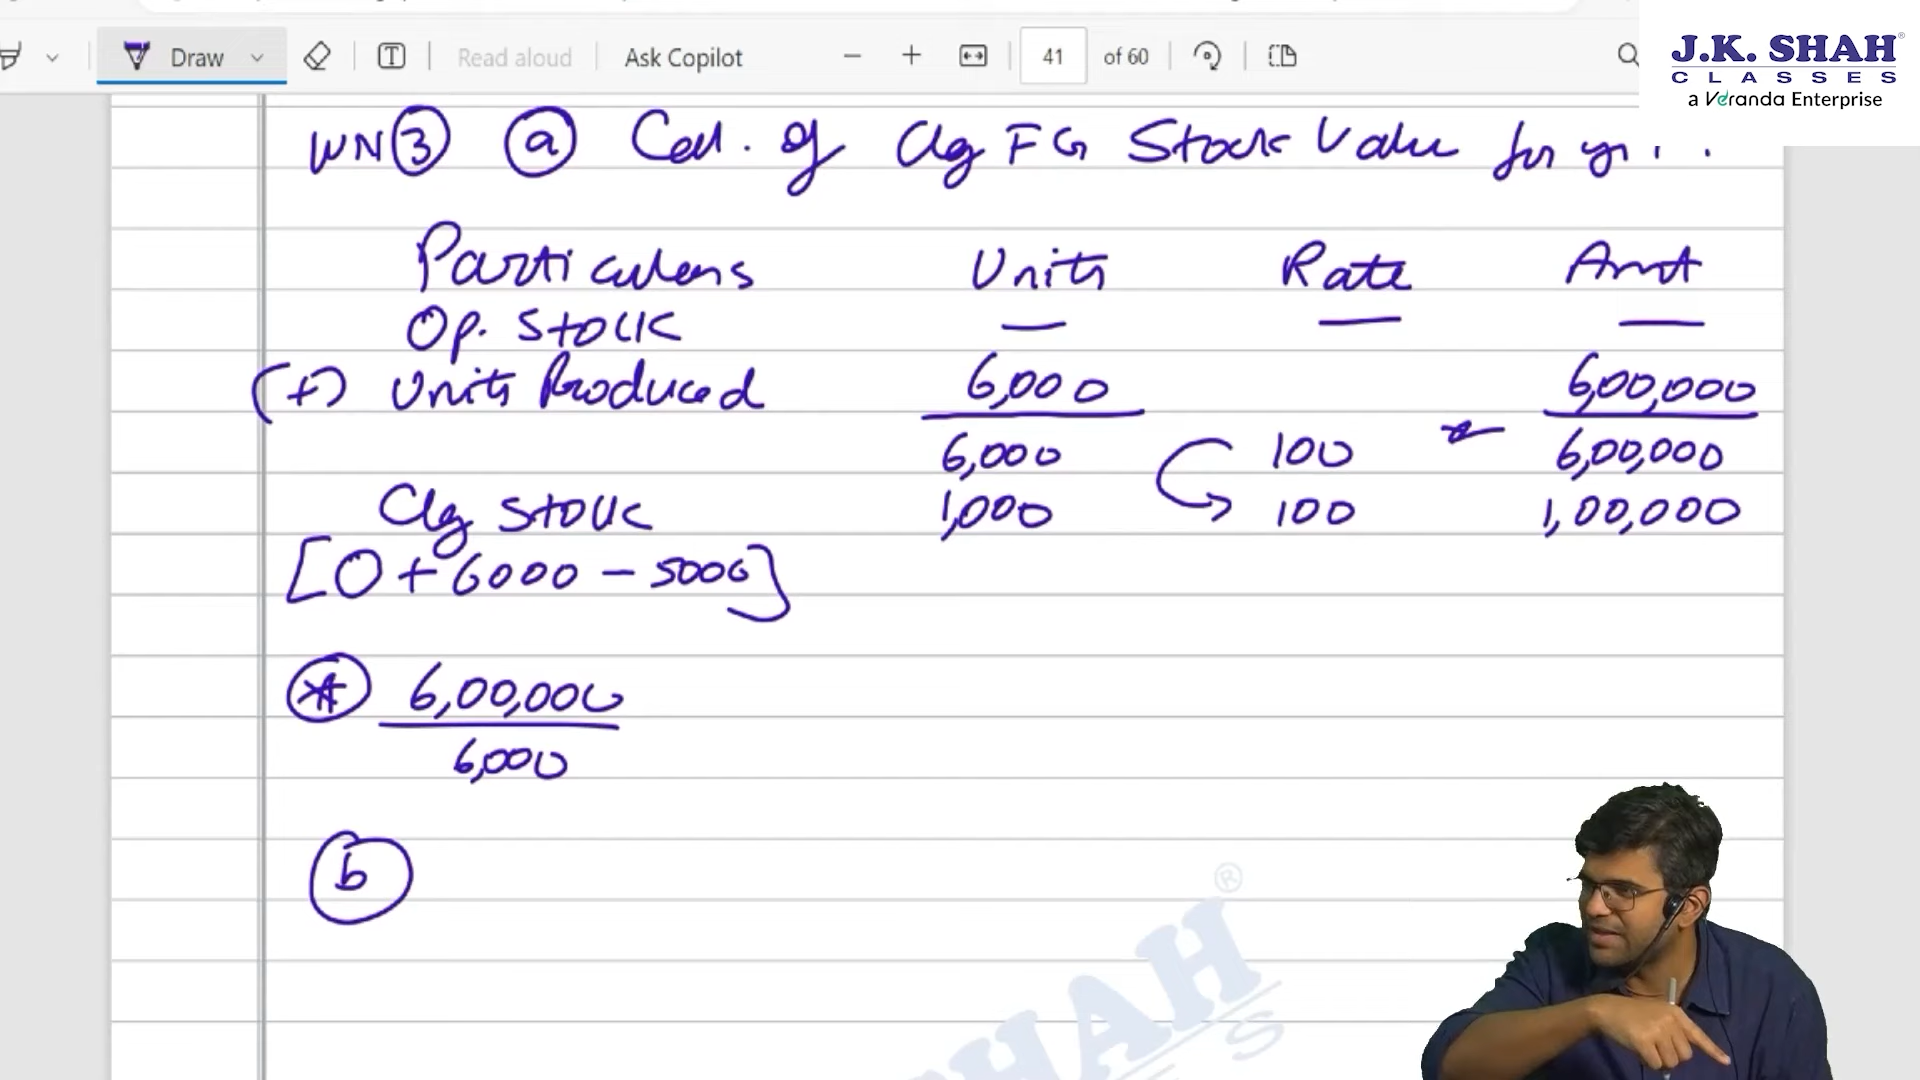 Draw
Read aloud
Ask Copilot
41 of 60
J.K. SHAH®
CLASSES
a Veranda Enterprise
WN ③ ⓐ Cal. of Clg FG Stock Value for yr 1.
Particulars Units Rate Amt
Op. Stock — — —
(+) Units Produced 6,000 6,00,000
6,000 100 * 6,00,000
Clg Stock 1,000 100 1,00,000
[0 + 6000 - 5000]
* 6,00,000
6,000
ⓑ
SHAH ®
S